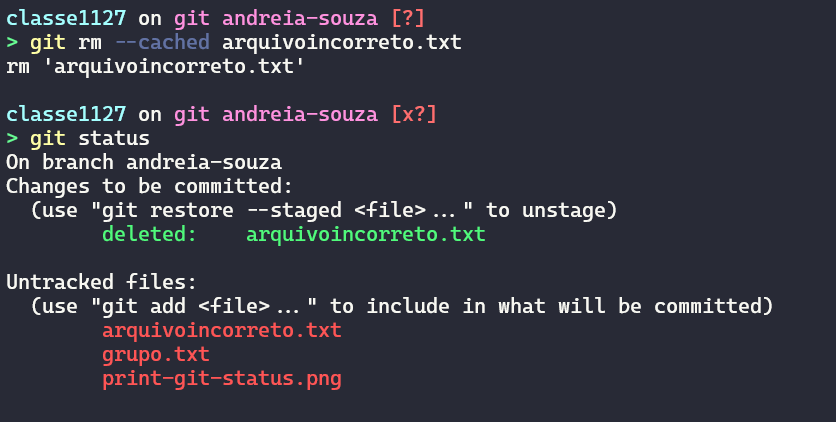 classe1127 on git andreia-souza [?]
> git rm --cached arquivoincorreto.txt
rm 'arquivoincorreto.txt'
classe1127 on git andreia-souza [x?]
> git status
On branch andreia-souza
Changes to be committed:
(use "git restore --staged <file>..." to unstage)
deleted: arquivoincorreto.txt
Untracked files:
(use "git add <file>..." to include in what will be committed)
arquivoincorreto.txt
grupo.txt
print-git-status.png